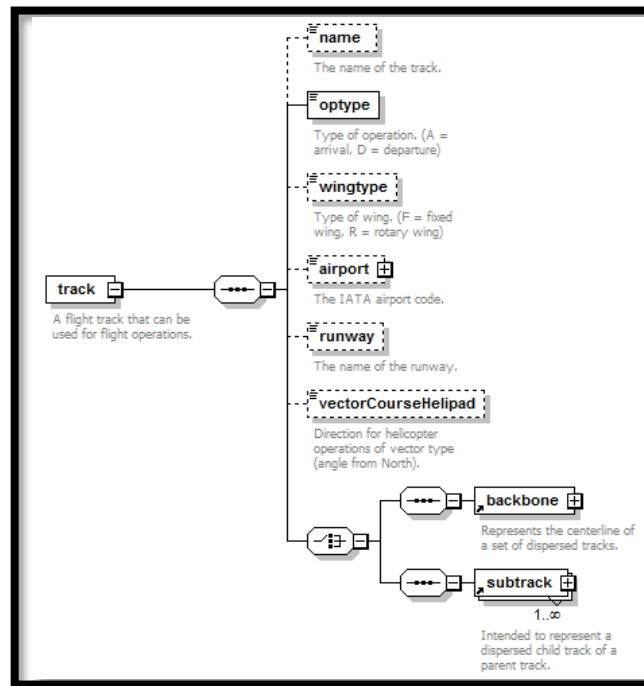 name
The name of the track.
optype
Type of operation. (A =
arrival, D = departure)
wingtype
Type of wing. (F = fixed
wing, R = rotary wing)
airport
The IATA airport code.
track
A flight track that can be
used for flight operations.
runway
The name of the runway.
vectorCourseHelipad
Direction for helicopter
operations of vector type
(angle from North).
backbone
Represents the centerline of
a set of dispersed tracks.
subtrack
1..∞
Intended to represent a
dispersed child track of a
parent track.